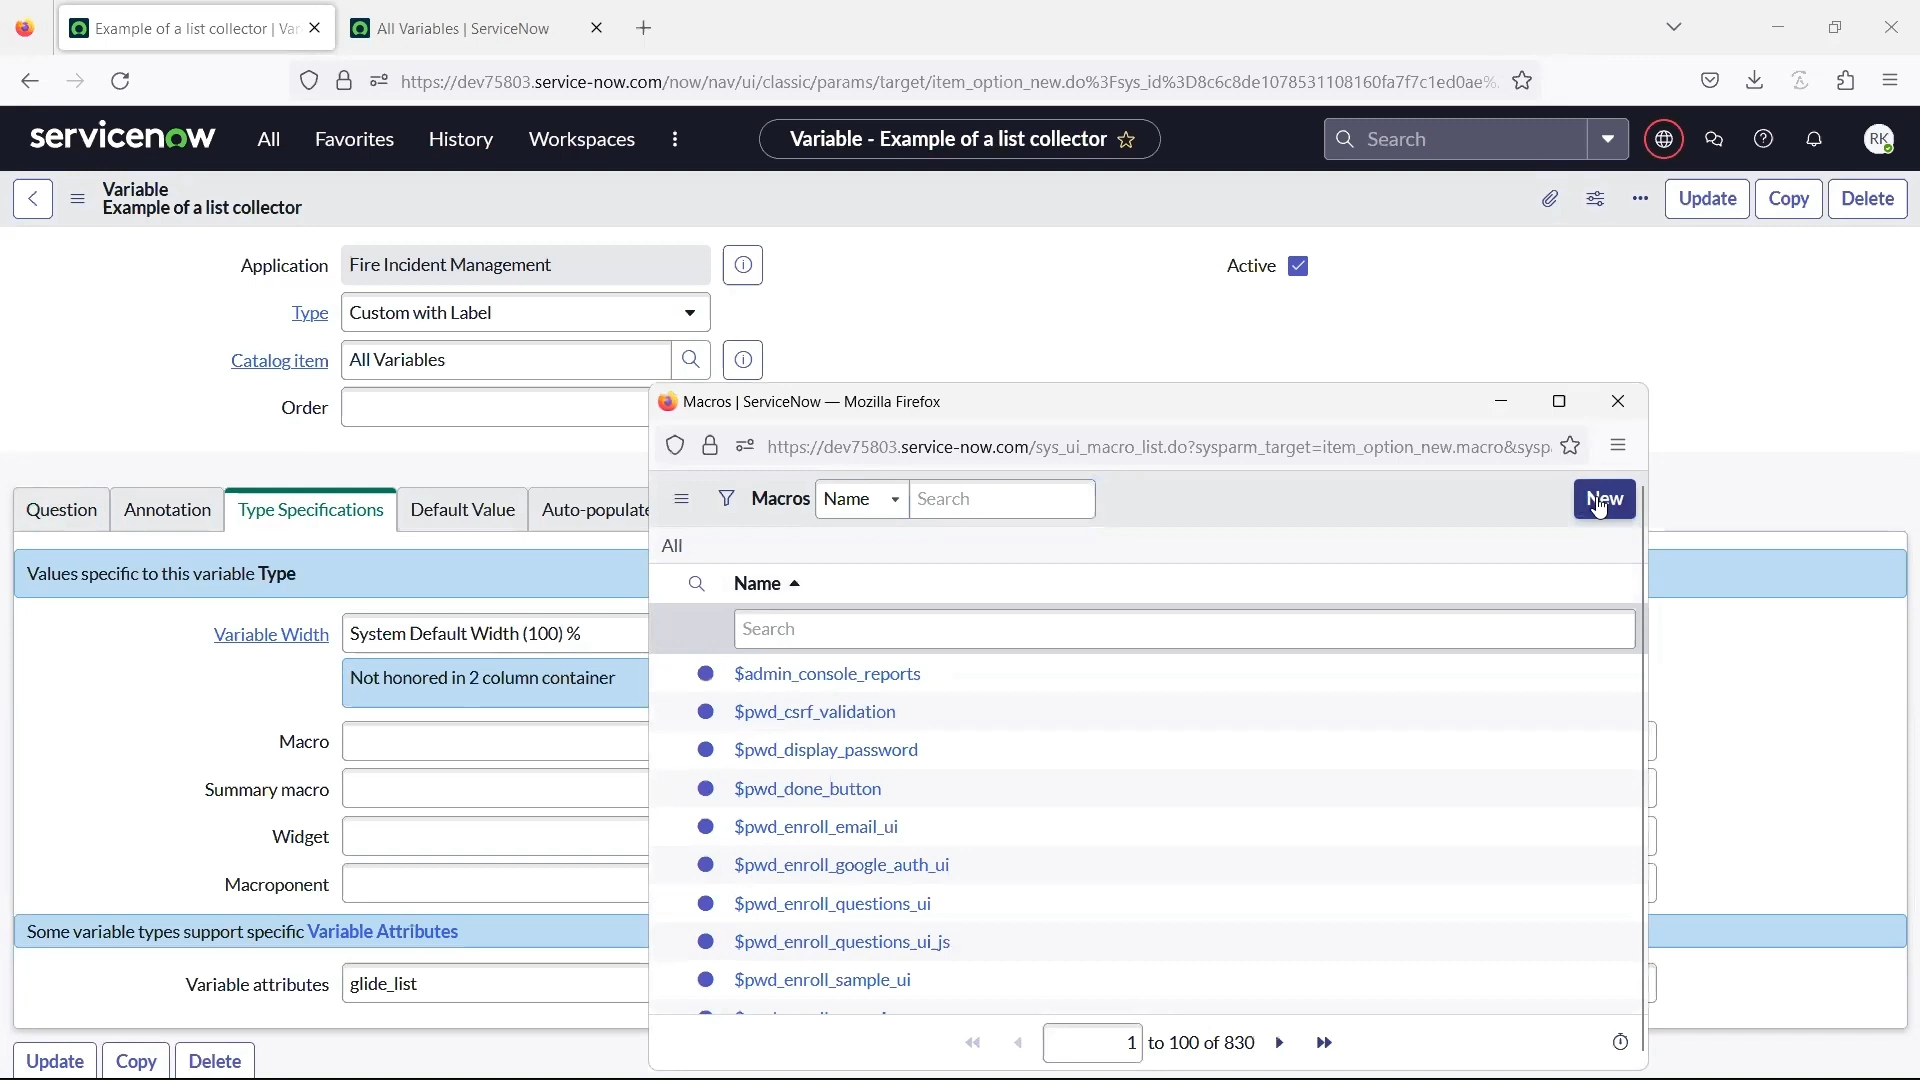 Example of a list collector | Var
All Variables | ServiceNow
https://dev75803.service-now.com/now/nav/ui/classic/params/target/item_option_new.do%3Fsys_id%3D8c6c8de1078531108160fa7f7c1ed0ae%
servicenow
All
Favorites
History
Workspaces
Variable - Example of a list collector
Search
RK
Variable
Example of a list collector
Update
Copy
Delete
Application
Fire Incident Management
Active
Type
Custom with Label
Catalog item
All Variables
Order
Macros | ServiceNow — Mozilla Firefox
https://dev75803.service-now.com/sys_ui_macro_list.do?sysparm_target=item_option_new.macro&sysp
Question
Annotation
Type Specifications
Default Value
Auto-populate
Macros
Name
Search
New
All
Values specific to this variable Type
Name
Search
Variable Width
System Default Width (100) %
Not honored in 2 column container
Macro
Summary macro
Widget
Macroponent
$admin_console_reports
$pwd_csrf_validation
$pwd_display_password
$pwd_done_button
$pwd_enroll_email_ui
$pwd_enroll_google_auth_ui
$pwd_enroll_questions_ui
$pwd_enroll_questions_ui_js
$pwd_enroll_sample_ui
Some variable types support specific Variable Attributes
Variable attributes
glide_list
1 to 100 of 830
Update
Copy
Delete